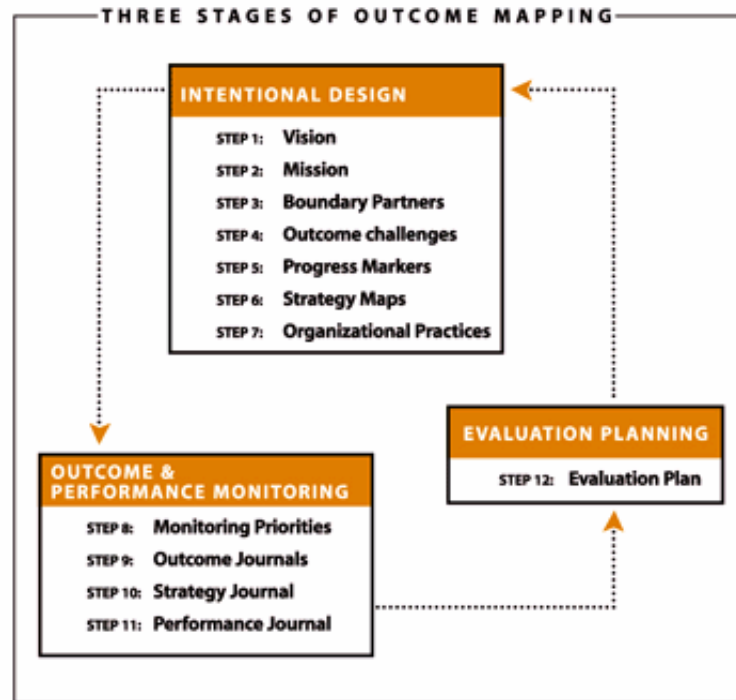 THREE STAGES OF OUTCOME MAPPING
INTENTIONAL DESIGN
STEP 1: Vision
STEP 2: Mission
STEP 3: Boundary Partners
STEP 4: Outcome challenges
STEP 5: Progress Markers
STEP 6: Strategy Maps
STEP 7: Organizational Practices
OUTCOME &
PERFORMANCE MONITORING
STEP 8: Monitoring Priorities
STEP 9: Outcome Journals
STEP 10: Strategy Journal
STEP 11: Performance Journal
EVALUATION PLANNING
STEP 12: Evaluation Plan